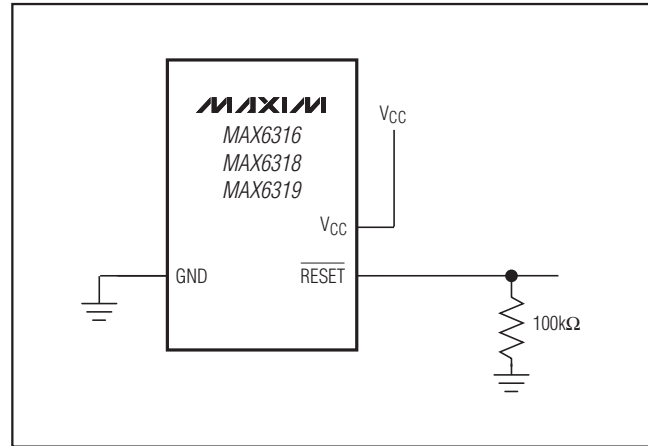 MAXIM
MAX6316
MAX6318
MAX6319
VCC
VCC
GND
RESET
100kΩ